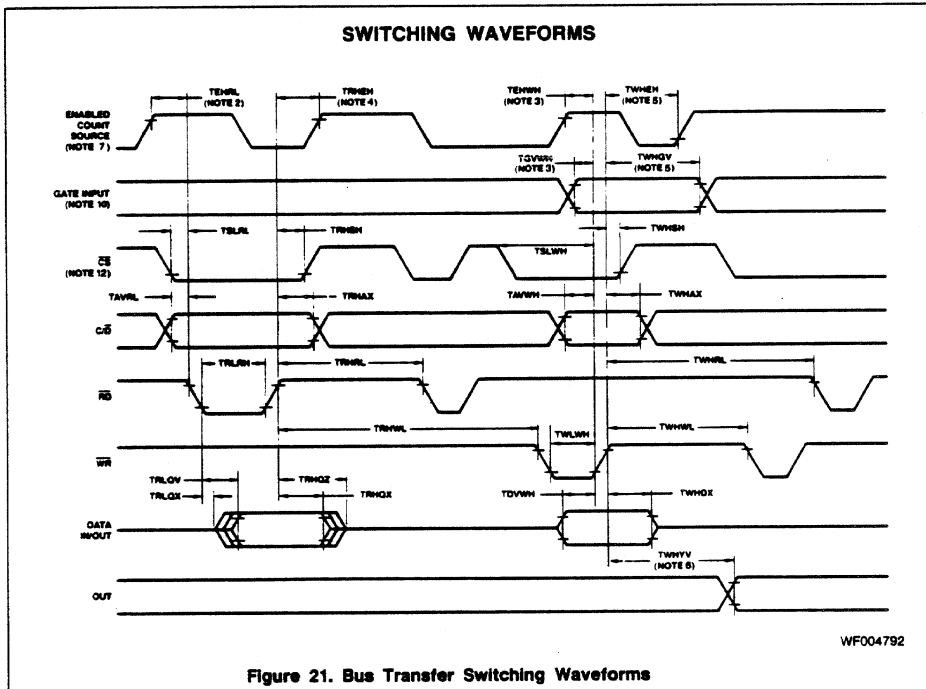 SWITCHING WAVEFORMS
TEHRL
(NOTE 2)
TRHEH
(NOTE 4)
TEHWH
(NOTE 3)
TWHEH
(NOTE 5)
ENABLED
COUNT
SOURCE
(NOTE 7)
TGVWH
(NOTE 3)
TWHGV
(NOTE 5)
GATE INPUT
(NOTE 10)
TSLRL
TRHSH
TSLWH
TWHSH
CS
(NOTE 12)
TAVRL
TRHAX
TAVWH
TWHAX
C/D
TRLRH
TRHRL
TWHRL
RD
TRHWL
TWLWH
TWHWL
WR
TRLQV
TRHQZ
TRLQX
TRHQX
TDVWH
TWHDX
DATA
IN/OUT
TWHYV
(NOTE 6)
OUT
WF004792
Figure 21. Bus Transfer Switching Waveforms